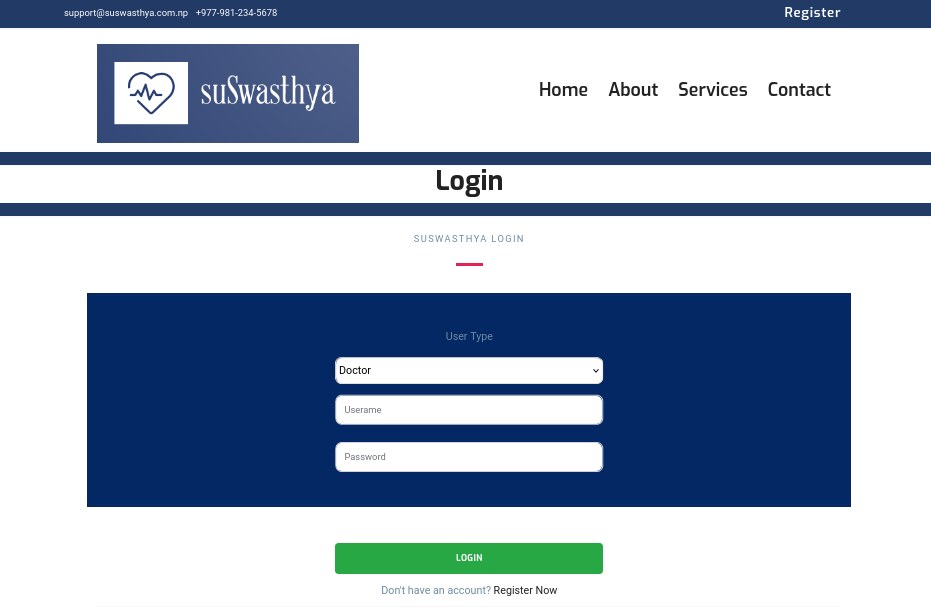 support@suswasthya.com.np +977-981-234-5678
Register
suSwasthya
Home About Services Contact
Login
SUSWASTHYA LOGIN
User Type
Doctor
Username
Password
LOGIN
Don't have an account? Register Now